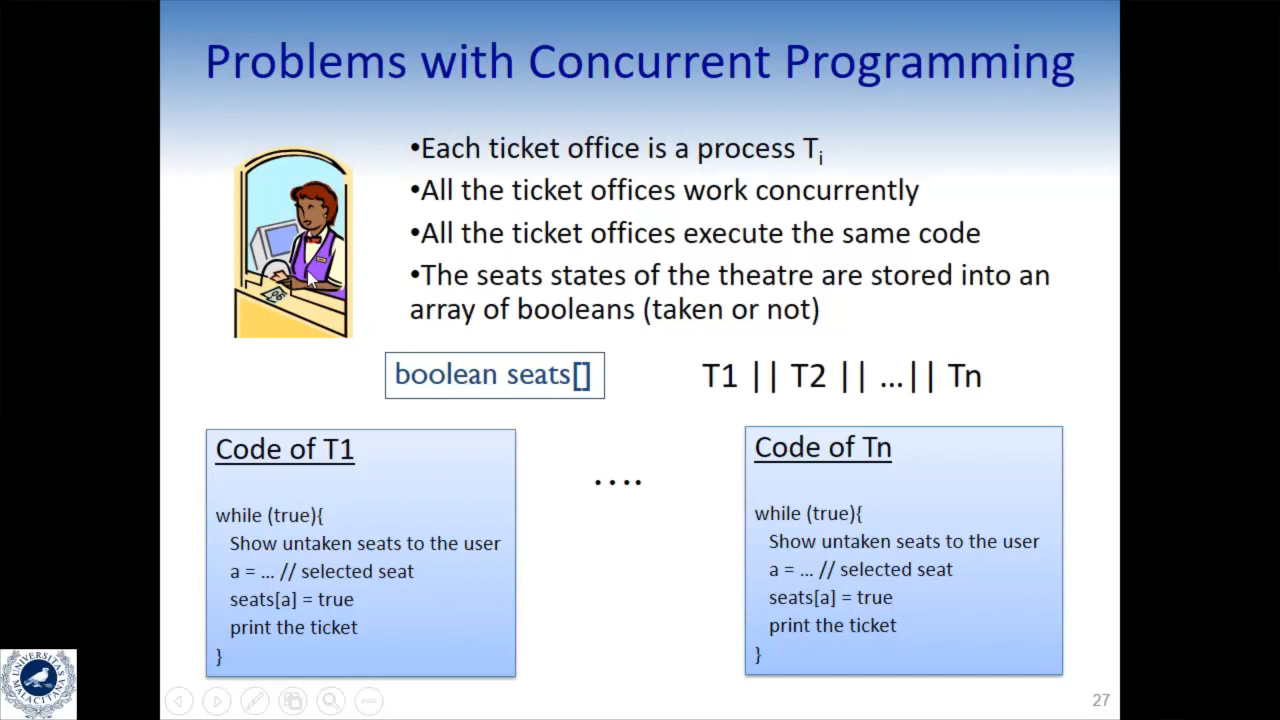 Problems with Concurrent Programming
•Each ticket office is a process Ti
•All the ticket offices work concurrently
•All the ticket offices execute the same code
•The seats states of the theatre are stored into an
array of booleans (taken or not)
boolean seats[]
T1 || T2 || ...|| Tn
Code of T1
while (true){
Show untaken seats to the user
a = ... // selected seat
seats[a] = true
print the ticket
}
....
Code of Tn
while (true){
Show untaken seats to the user
a = ... // selected seat
seats[a] = true
print the ticket
}
UNIVERSITAS
MALACITANA
27